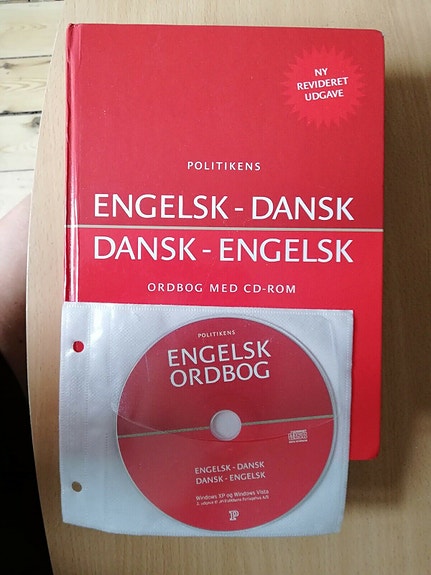 NY
REVIDERET
UDGAVE
POLITIKENS
ENGELSK - DANSK
DANSK - ENGELSK
ORDBOG MED CD-ROM
POLITIKENS
ENGELSK
ORDBOG
ENGELSK - DANSK
DANSK - ENGELSK
Windows XP og Windows Vista
P